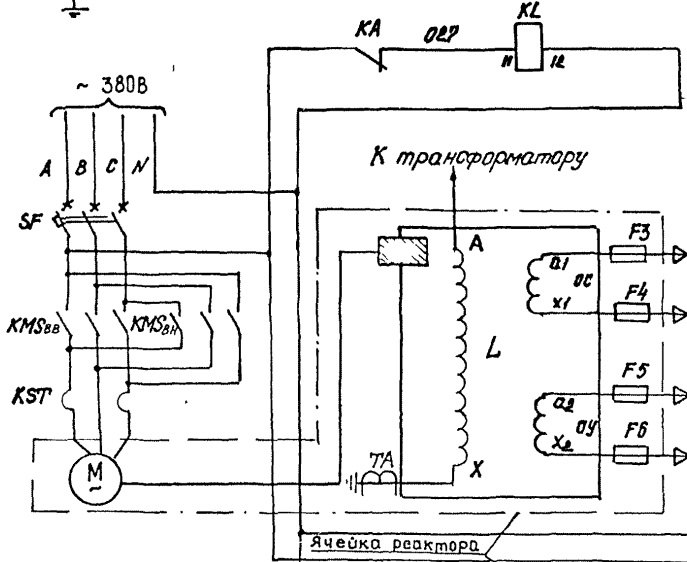 KA 027 KL
11 12
~ 380В
A B C N
К трансформатору
SF
A
a1
x1
ОС
F3
F4
KMSВВ KMSВН
L
KST
a2
x2
ОУ
F5
F6
M
~
TA
X
Ячейка реактора